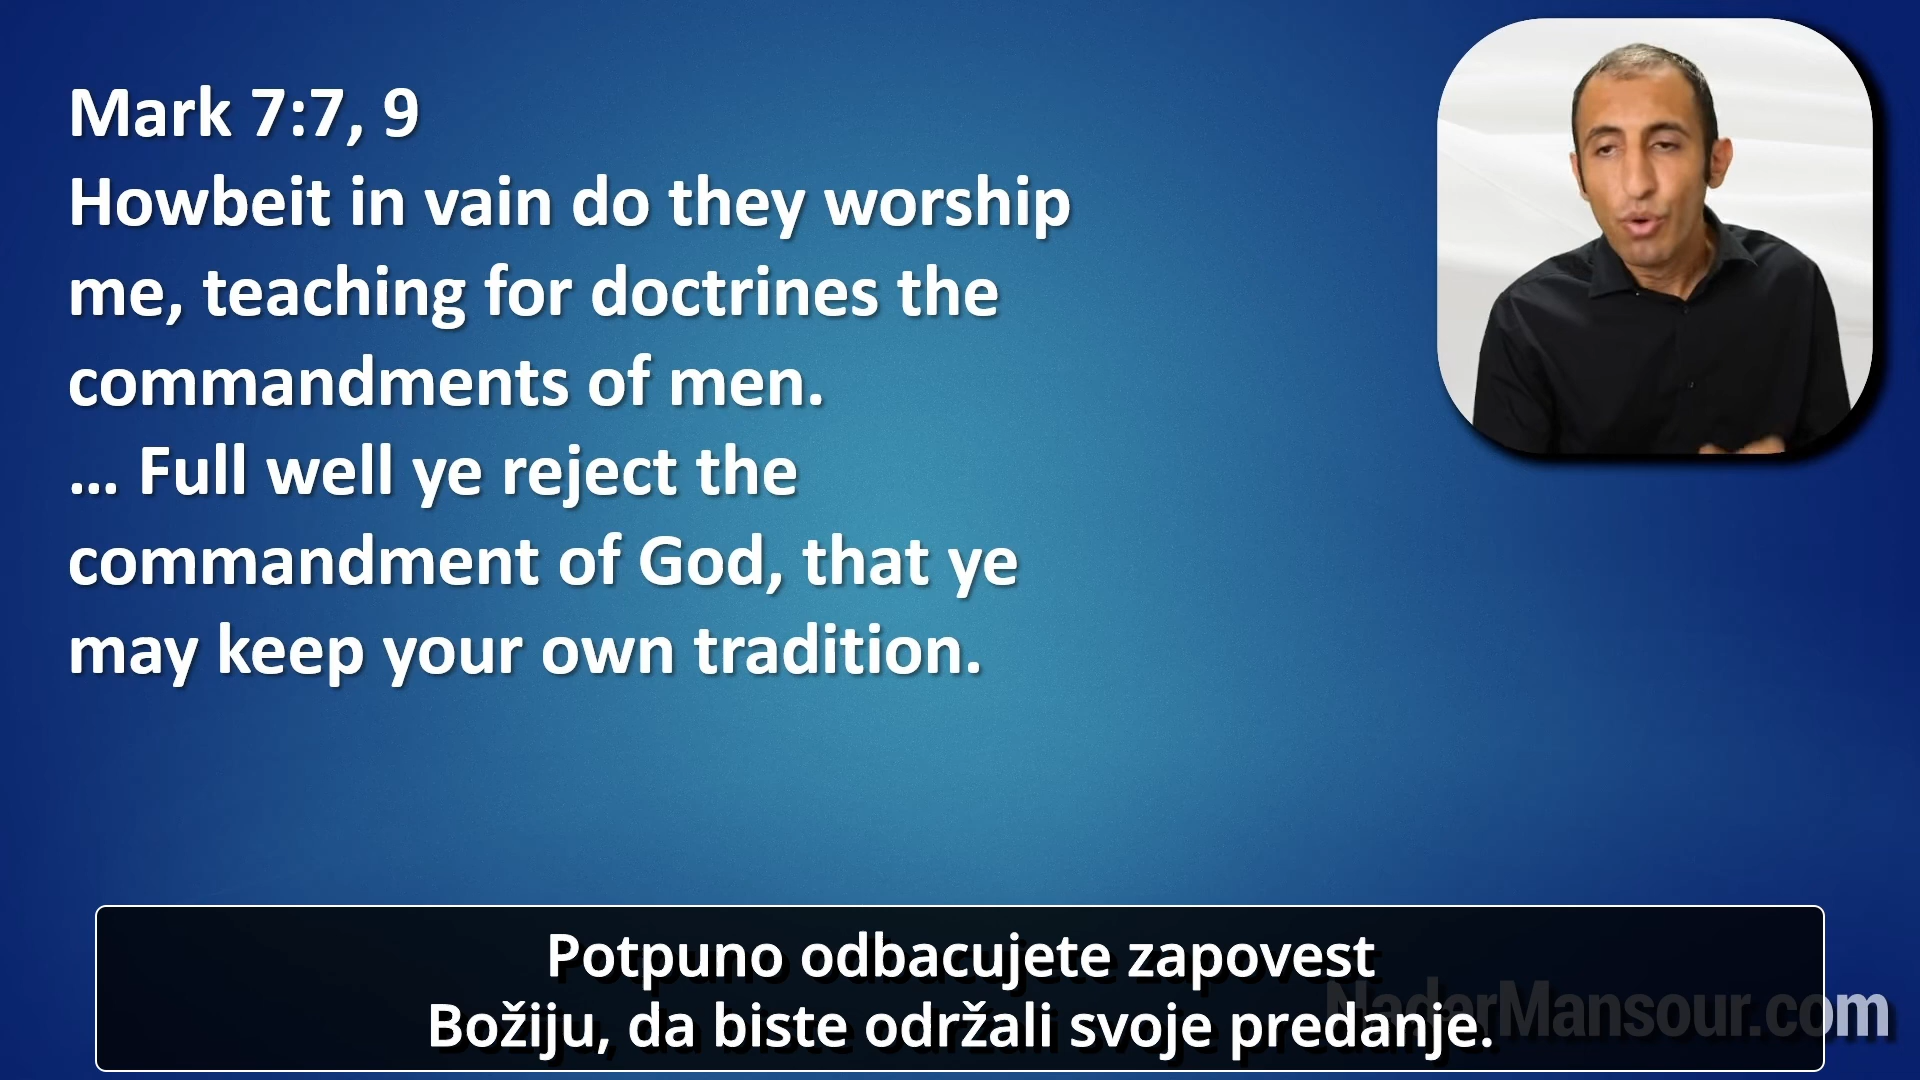 Mark 7:7, 9
Howbeit in vain do they worship
me, teaching for doctrines the
commandments of men.
... Full well ye reject the
commandment of God, that ye
may keep your own tradition.
Potpuno odbacujete zapovest
Božiju, da biste održali svoje predanje.
NaderMansour.com